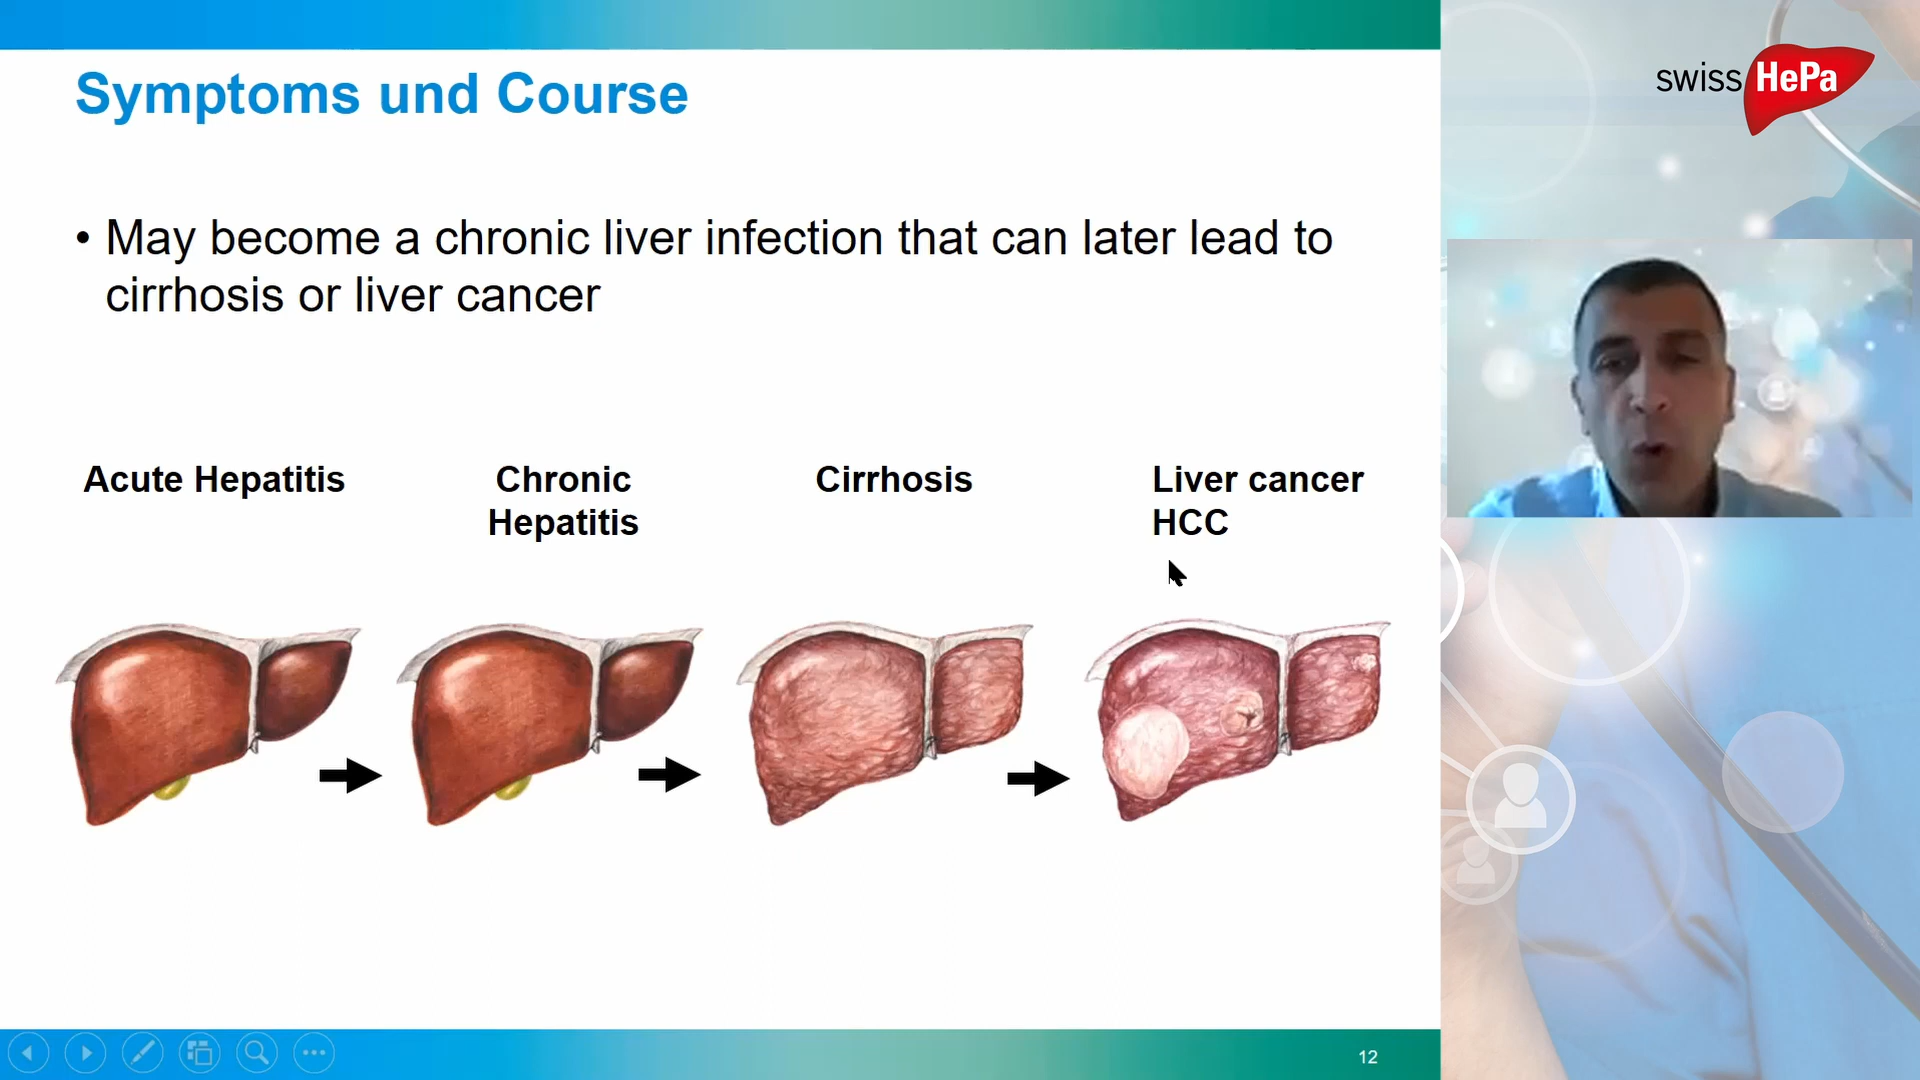 Symptoms und Course
swiss HePa
• May become a chronic liver infection that can later lead to
cirrhosis or liver cancer
Acute Hepatitis
Chronic
Hepatitis
Cirrhosis
Liver cancer
HCC
12